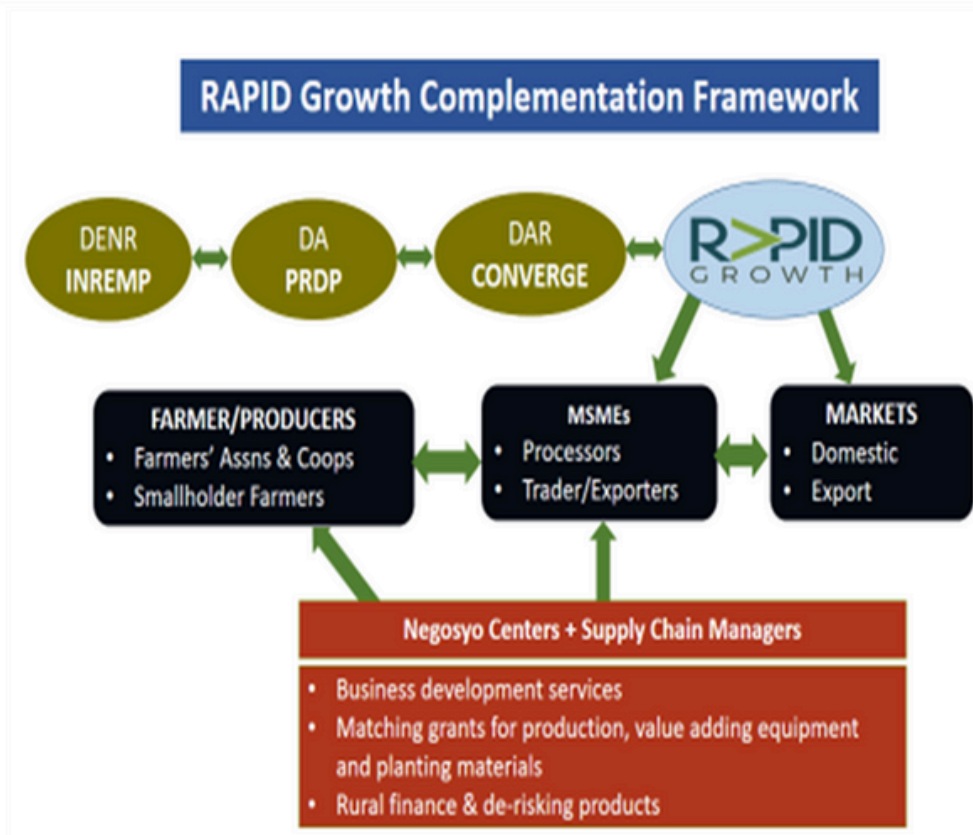 RAPID Growth Complementation Framework
DENR
INREMP
DA
PRDP
DAR
CONVERGE
RAPID
GROWTH
FARMER/PRODUCERS
• Farmers' Assns & Coops
• Smallholder Farmers
MSMEs
• Processors
• Trader/Exporters
MARKETS
• Domestic
• Export
Negosyo Centers + Supply Chain Managers
• Business development services
• Matching grants for production, value adding equipment
and planting materials
• Rural finance & de-risking products